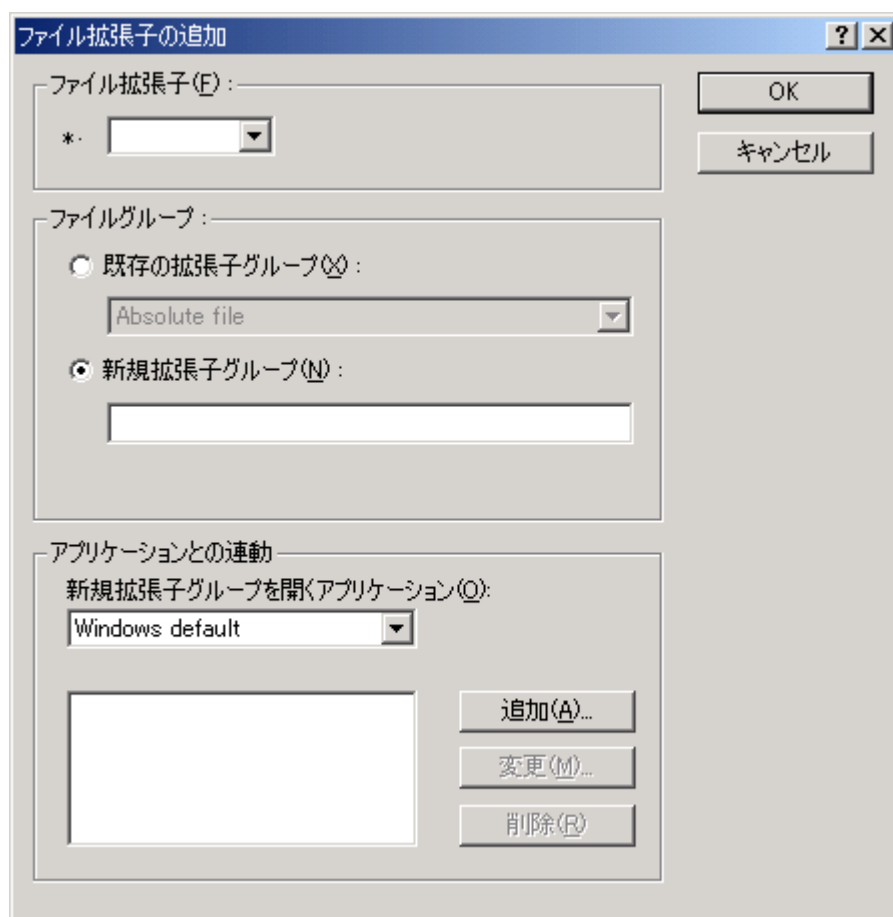 ファイル拡張子の追加
ファイル拡張子(F) :
*.
OK
キャンセル
ファイルグループ :
既存の拡張子グループ(X) :
Absolute file
新規拡張子グループ(N) :
アプリケーションとの連動
新規拡張子グループを開くアプリケーション(O):
Windows default
追加(A)...
変更(M)...
削除(R)